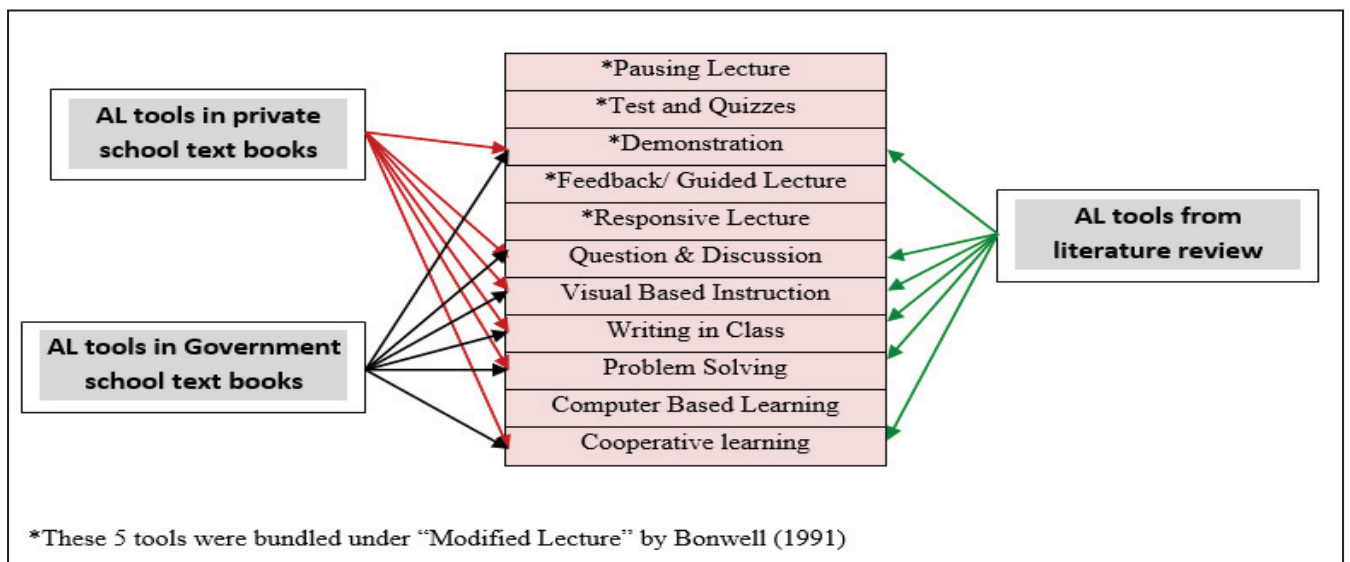 AL tools in private
school text books
AL tools in Government
school text books
*Pausing Lecture
*Test and Quizzes
*Demonstration
*Feedback/ Guided Lecture
*Responsive Lecture
Question & Discussion
Visual Based Instruction
Writing in Class
Problem Solving
Computer Based Learning
Cooperative learning
AL tools from
literature review
*These 5 tools were bundled under “Modified Lecture” by Bonwell (1991)